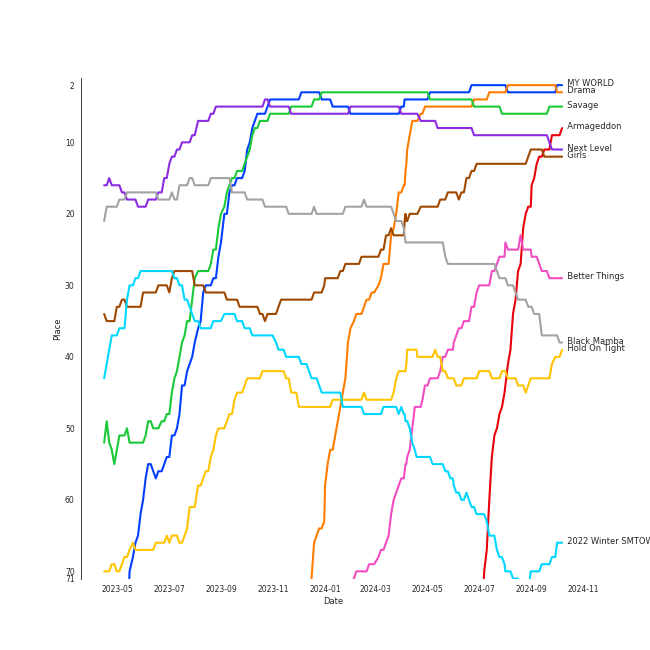 MY WORLD
Drama
Savage
Armageddon
Next Level
Girls
Better Things
Black Mamba
Hold On Tight
2022 Winter SMTOW
Place
2
10
20
30
40
50
60
70
71
2023-05 2023-07 2023-09 2023-11 2024-01 2024-03 2024-05 2024-07 2024-09 2024-11
Date